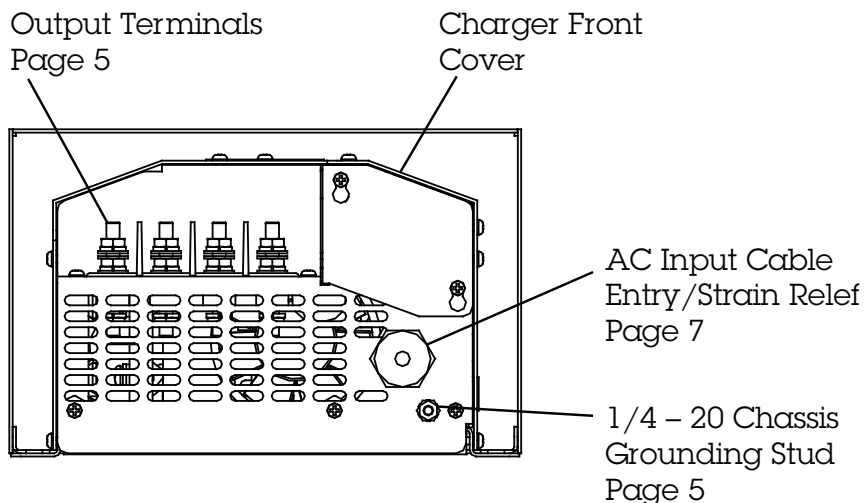 Output Terminals
Page 5
Charger Front
Cover
AC Input Cable
Entry/Strain Relef
Page 7
1/4 – 20 Chassis
Grounding Stud
Page 5